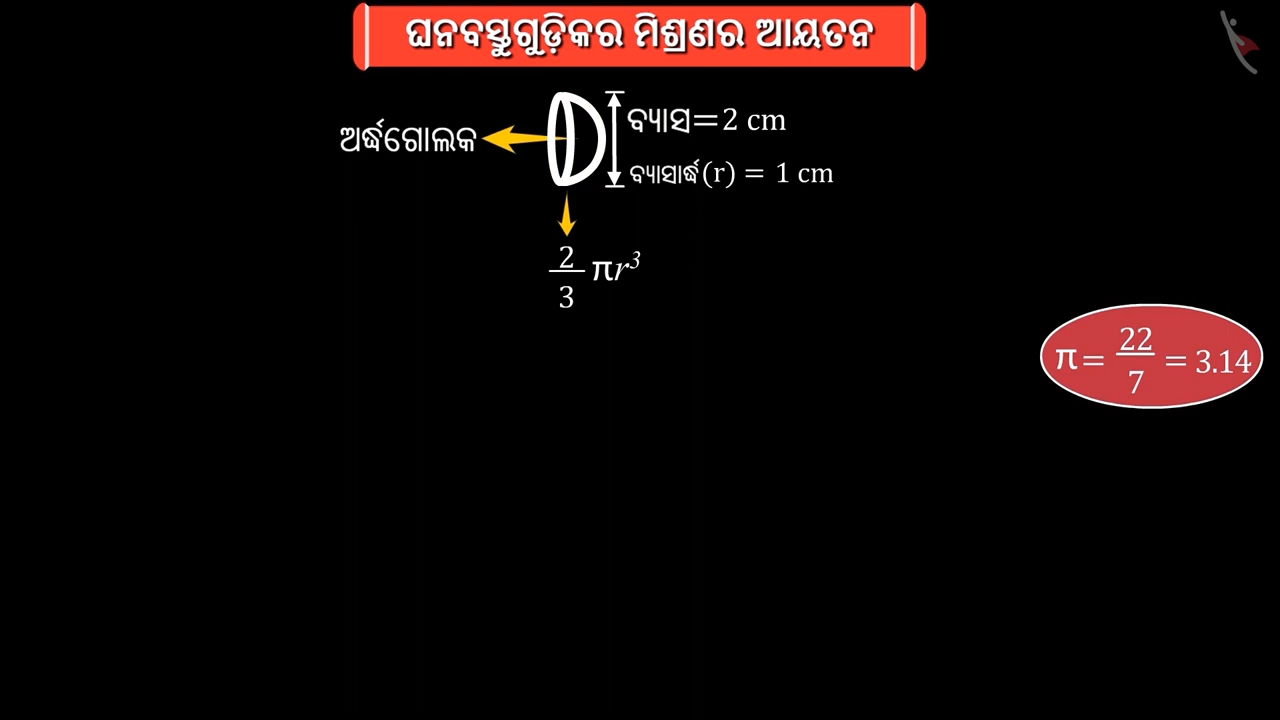 ଘନବସ୍ତୁଗୁଡ଼ିକର ମିଶ୍ରଣର ଆୟତନ
ଅର୍ଦ୍ଧଗୋଲକ
ବ୍ୟାସ=2 cm
ବ୍ୟାସାର୍ଦ୍ଧ(r) = 1 cm
2/3 πr³
π= 22/7 = 3.14